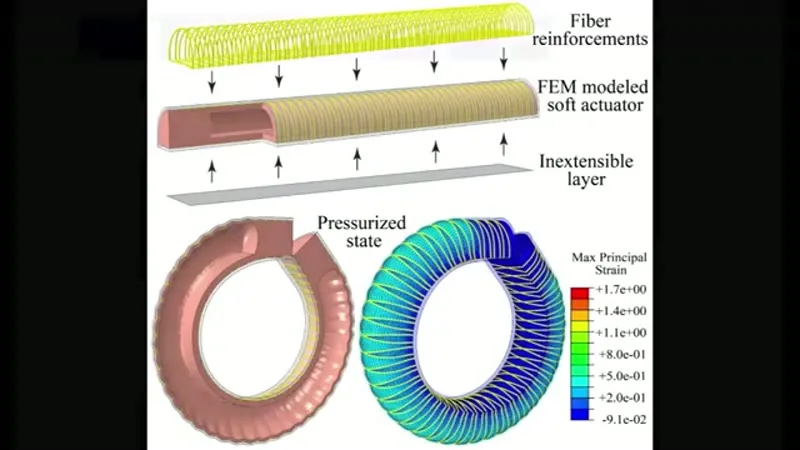 Fiber
reinforcements
FEM modeled
soft actuator
Inextensible
layer
Pressurized
state
Max Principal
Strain
+1.7e+00
+1.4e+00
+1.1e+00
+8.0e-01
+5.0e-01
+2.0e-01
-9.1e-02